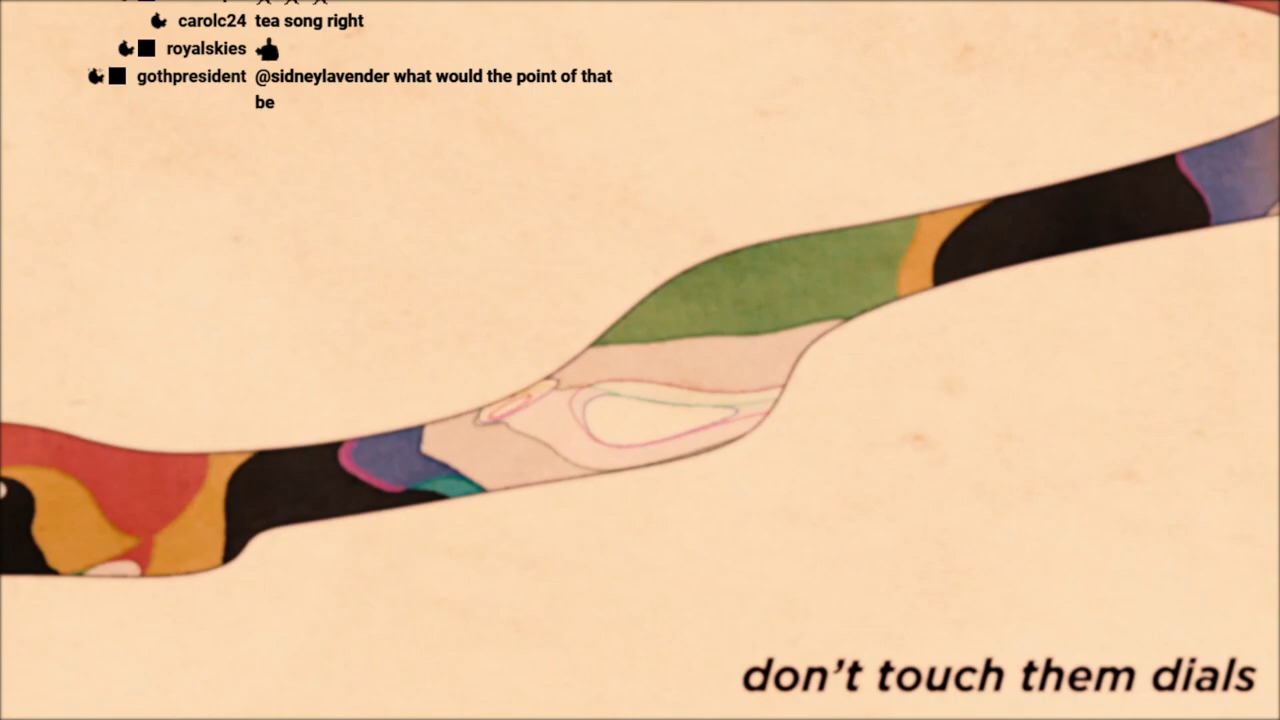 carolc24 tea song right
royalskies
gothpresident @sidneylavender what would the point of that
be
don't touch them dials